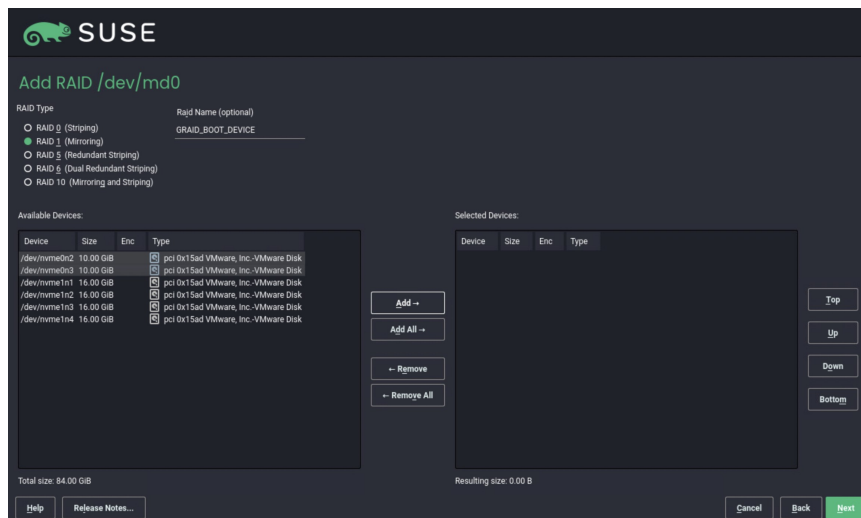 SUSE
Add RAID /dev/md0
RAID Type
Raid Name (optional)
RAID 0 (Striping)
GRAID_BOOT_DEVICE
RAID 1 (Mirroring)
RAID 5 (Redundant Striping)
RAID 6 (Dual Redundant Striping)
RAID 10 (Mirroring and Striping)
Available Devices:
Device Size Enc Type
/dev/nvme0n2 10.00 GiB pci 0x15ad VMware, Inc.-VMware Disk
/dev/nvme0n3 10.00 GiB pci 0x15ad VMware, Inc.-VMware Disk
/dev/nvme1n1 16.00 GiB pci 0x15ad VMware, Inc.-VMware Disk
/dev/nvme1n2 16.00 GiB pci 0x15ad VMware, Inc.-VMware Disk
/dev/nvme1n3 16.00 GiB pci 0x15ad VMware, Inc.-VMware Disk
/dev/nvme1n4 16.00 GiB pci 0x15ad VMware, Inc.-VMware Disk
Total size: 84.00 GiB
Add →
Add All →
← Remove
← Remove All
Selected Devices:
Device Size Enc Type
Resulting size: 0.00 B
Top
Up
Down
Bottom
Help
Release Notes...
Cancel
Back
Next